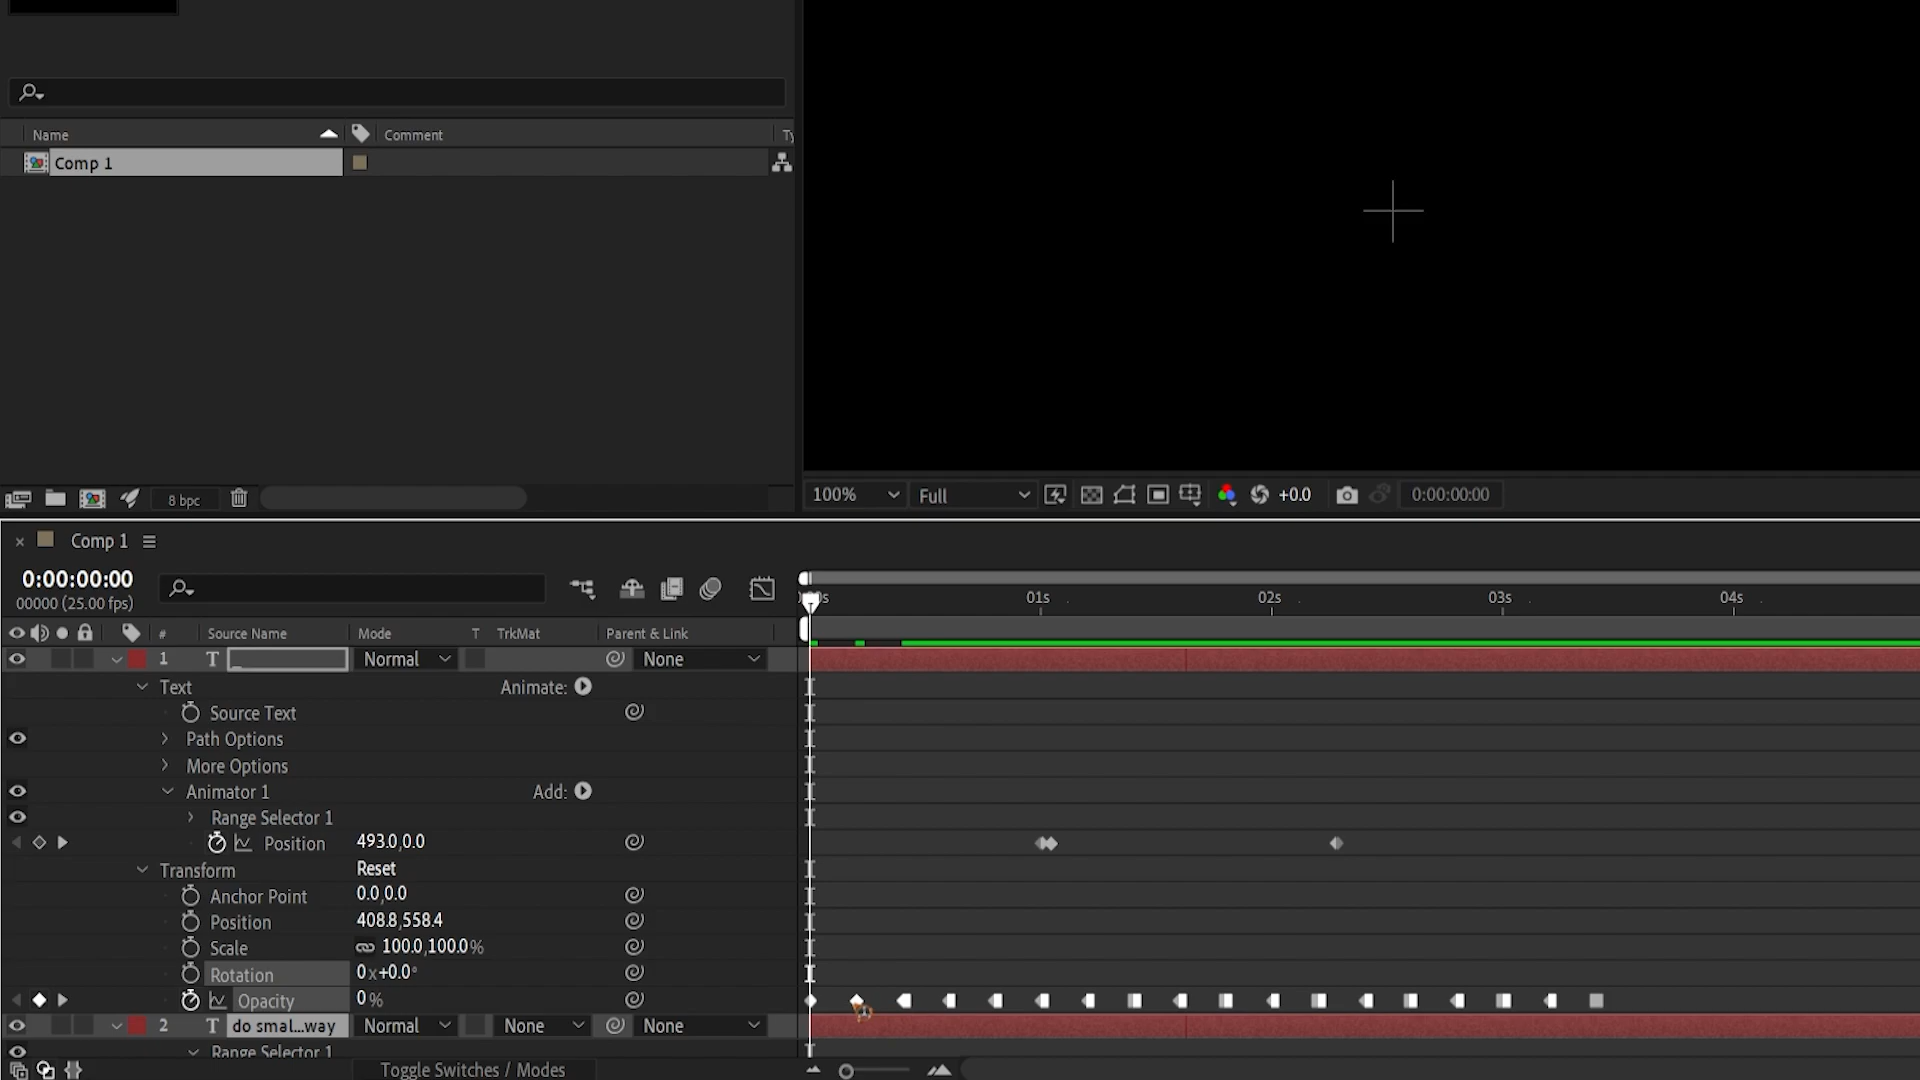 Name Comment Ty
Comp 1
8 bpc
100% Full +0.0 0:00:00:00
Comp 1
0:00:00:00
00000 (25.00 fps)
0s 01s 02s 03s 04s
# Source Name Mode T TrkMat Parent & Link
1 T _ Normal None
Text Animate:
Source Text
Path Options
More Options
Animator 1 Add:
Range Selector 1
Position 493.0,0.0
Transform Reset
Anchor Point 0.0,0.0
Position 408.8,558.4
Scale 100.0,100.0%
Rotation 0x+0.0°
Opacity 0%
2 T do smal...way Normal None None
Range Selector 1
Toggle Switches / Modes